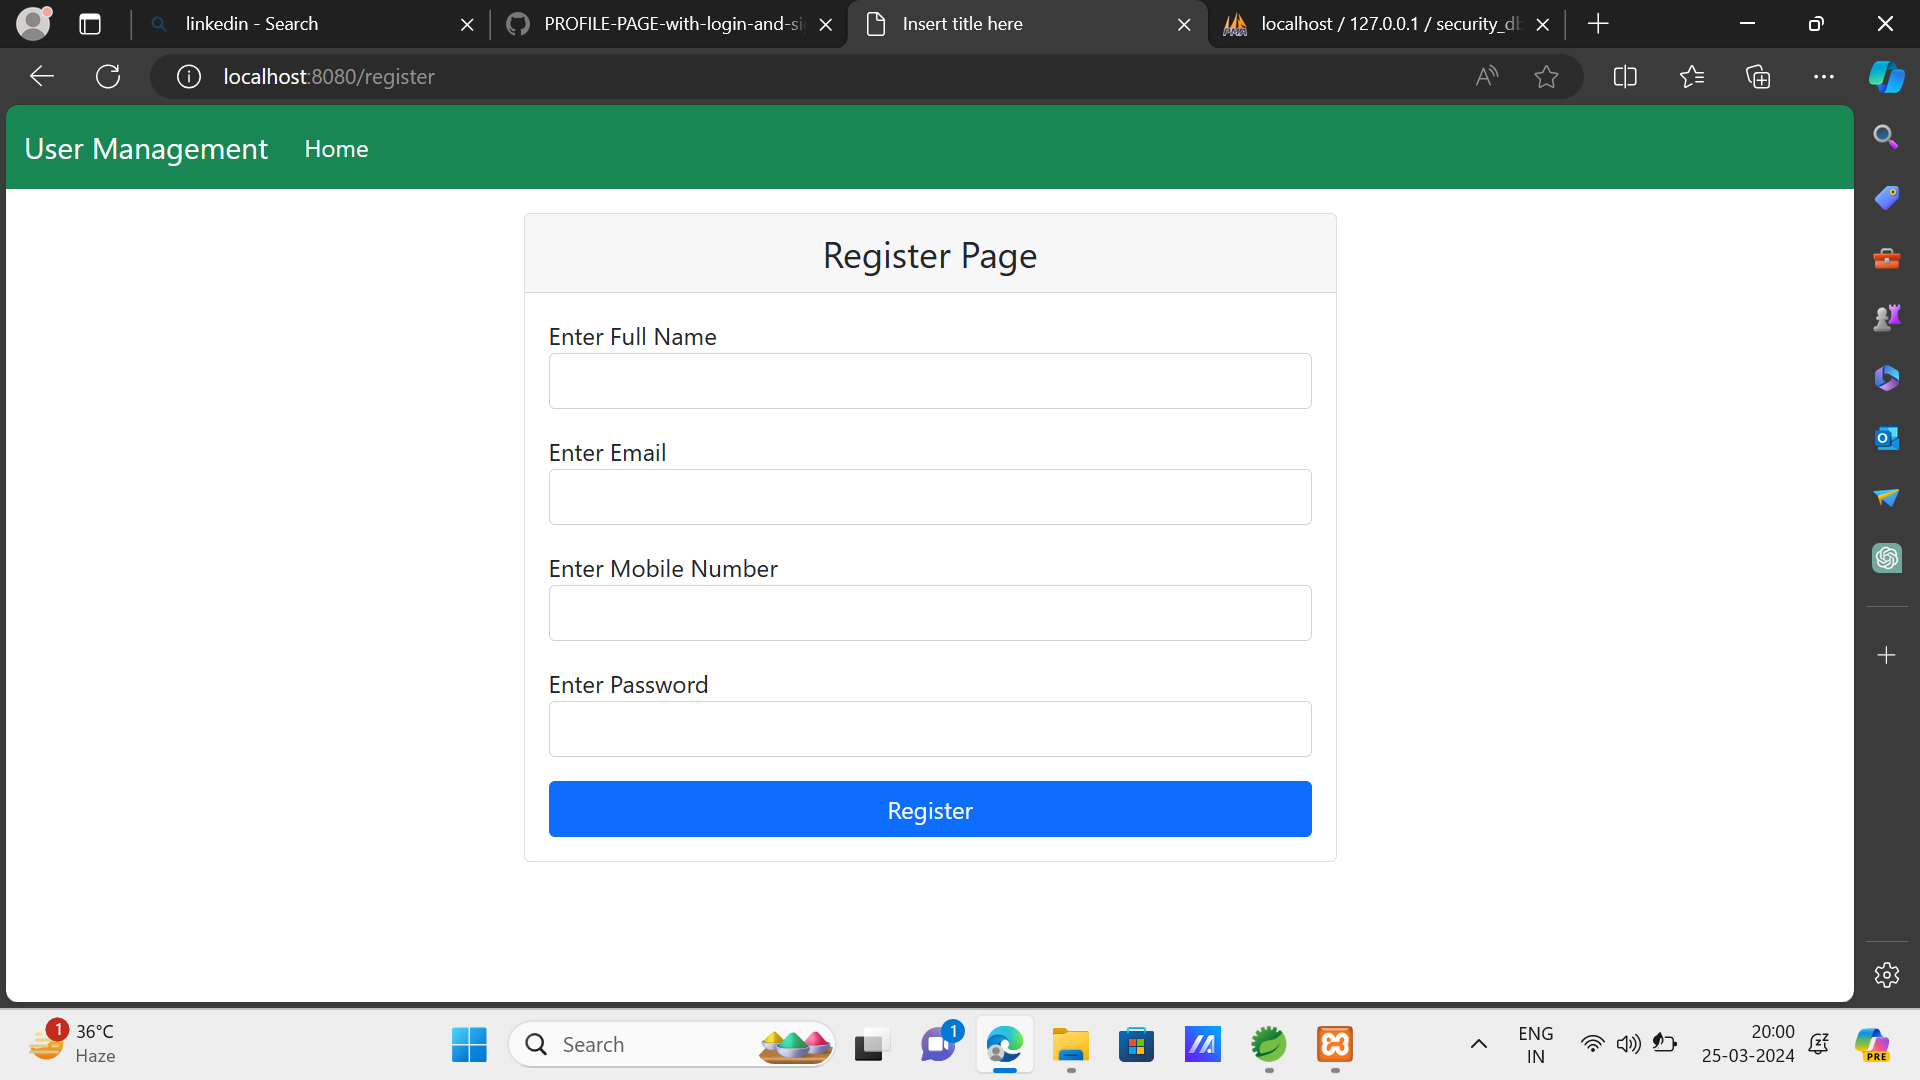 linkedin - Search
PROFILE-PAGE-with-login-and-si
Insert title here
localhost / 127.0.0.1 / security_db
localhost:8080/register
User Management
Home
Register Page
Enter Full Name
Enter Email
Enter Mobile Number
Enter Password
Register
1
36°C
Haze
Search
1
ENG
IN
20:00
25-03-2024
PRE